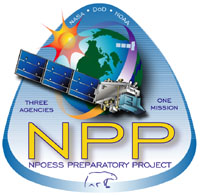 NASA • DoD • NOAA
THREE AGENCIES
ONE MISSION
NPP
NPOESS PREPARATORY PROJECT